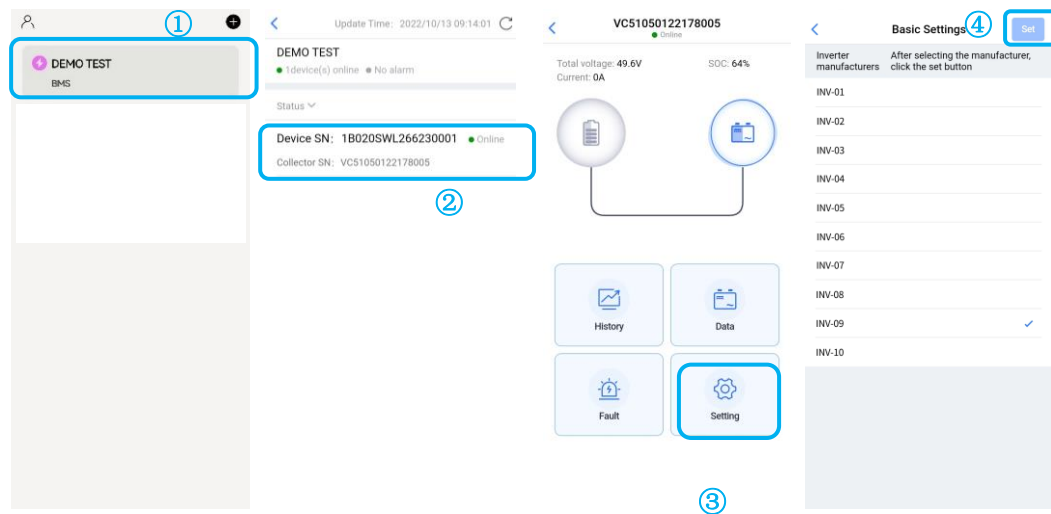 ①
DEMO TEST
BMS
Update Time: 2022/10/13 09:14:01
DEMO TEST
1device(s) online No alarm
Status
Device SN: 1B020SWL266230001 Online
Collector SN: VC51050122178005
②
VC51050122178005
Online
Total voltage: 49.6V SOC: 64%
Current: 0A
History Data
Fault Setting
③
Basic Settings ④ Set
Inverter manufacturers
After selecting the manufacturer,
click the set button
INV-01
INV-02
INV-03
INV-04
INV-05
INV-06
INV-07
INV-08
INV-09
INV-10